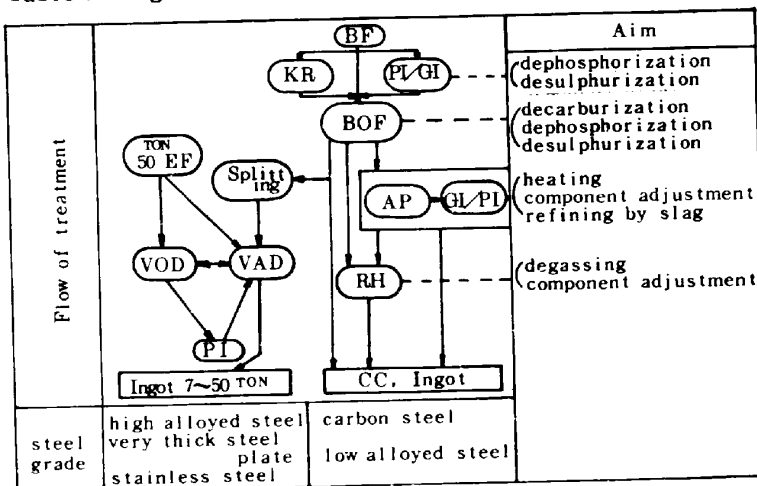 Aim
BF
KR
PI/GI
dephosphorization
desulphurization
BOF
decarburization
dephosphorization
desulphurization
TON
50 EF
Splitt
ing
AP
GI/PI
heating
component adjustment
refining by slag
VOD
VAD
RH
degassing
component adjustment
PI
Ingot 7~50 TON
CC, Ingot
Flow of treatment
steel
grade
high alloyed steel
very thick steel
plate
stainless steel
carbon steel
low alloyed steel